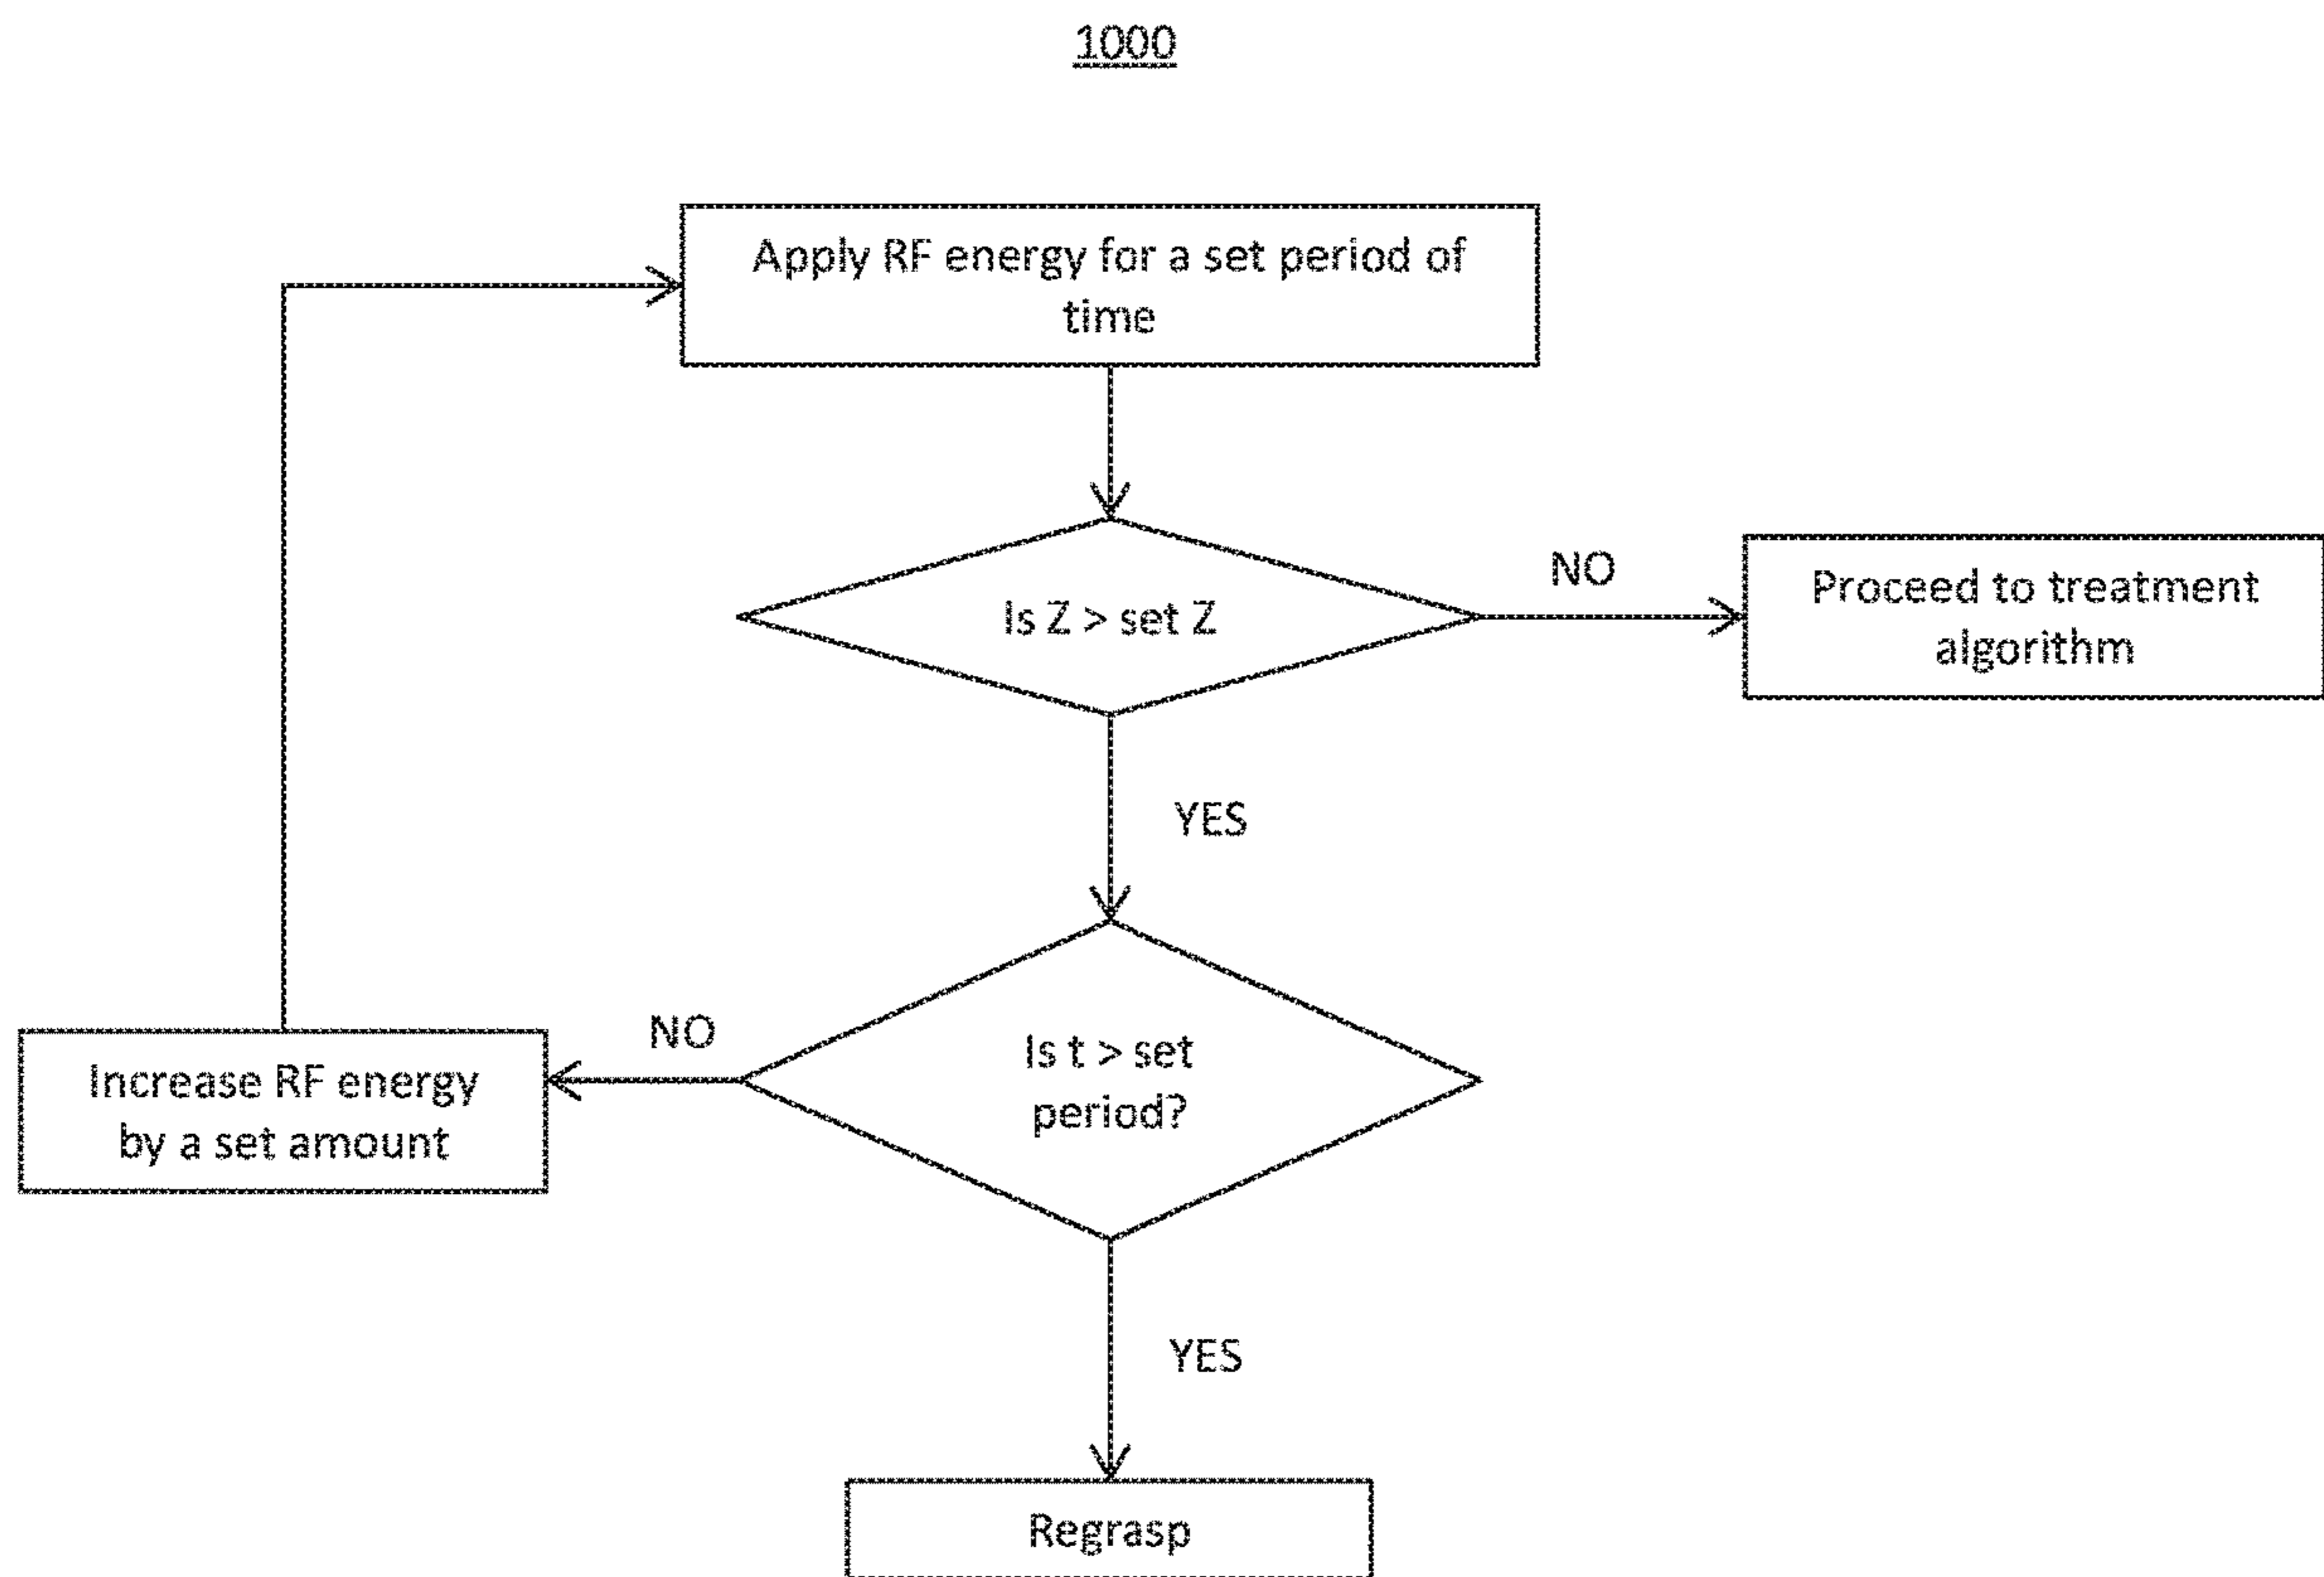 1000
Apply RF energy for a set period of
time
Is Z > set Z
NO
Proceed to treatment
algorithm
YES
Is t > set
period?
NO
Increase RF energy
by a set amount
YES
Regrasp